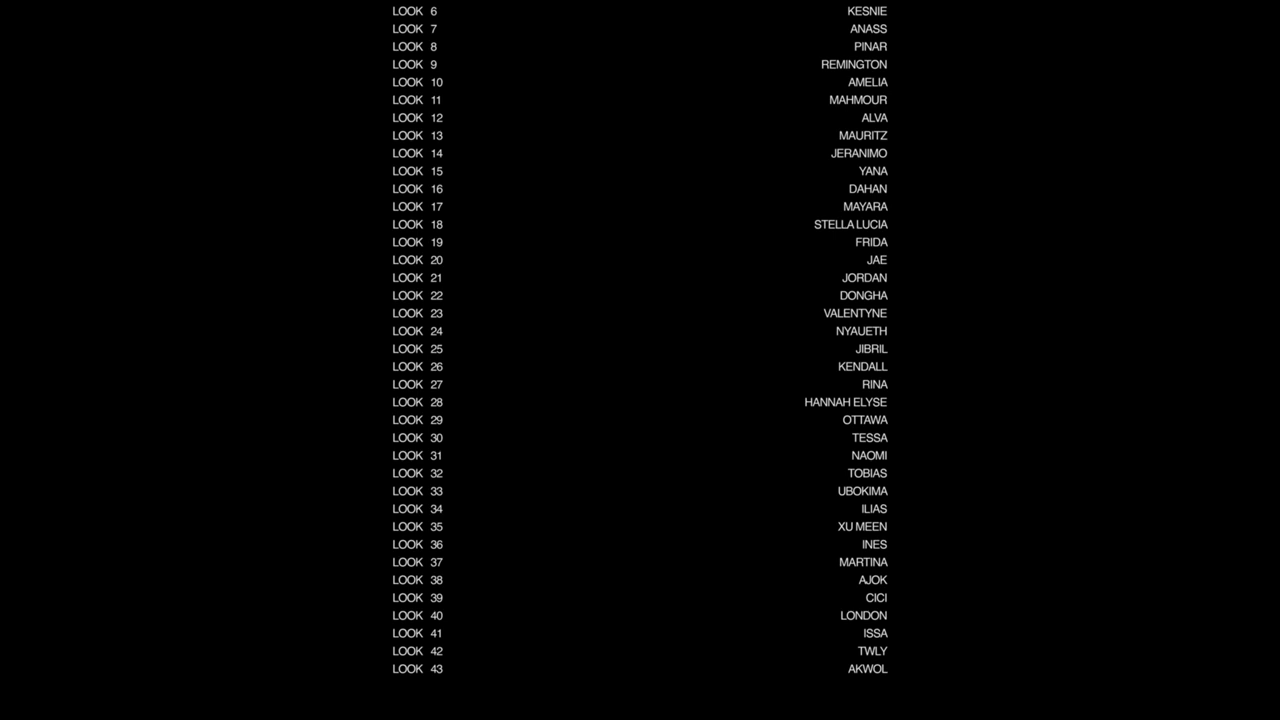 LOOK 6 KESNIE
LOOK 7 ANASS
LOOK 8 PINAR
LOOK 9 REMINGTON
LOOK 10 AMELIA
LOOK 11 MAHMOUR
LOOK 12 ALVA
LOOK 13 MAURITZ
LOOK 14 JERANIMO
LOOK 15 YANA
LOOK 16 DAHAN
LOOK 17 MAYARA
LOOK 18 STELLA LUCIA
LOOK 19 FRIDA
LOOK 20 JAE
LOOK 21 JORDAN
LOOK 22 DONGHA
LOOK 23 VALENTYNE
LOOK 24 NYAUETH
LOOK 25 JIBRIL
LOOK 26 KENDALL
LOOK 27 RINA
LOOK 28 HANNAH ELYSE
LOOK 29 OTTAWA
LOOK 30 TESSA
LOOK 31 NAOMI
LOOK 32 TOBIAS
LOOK 33 UBOKIMA
LOOK 34 ILIAS
LOOK 35 XU MEEN
LOOK 36 INES
LOOK 37 MARTINA
LOOK 38 AJOK
LOOK 39 CICI
LOOK 40 LONDON
LOOK 41 ISSA
LOOK 42 TWLY
LOOK 43 AKWOL